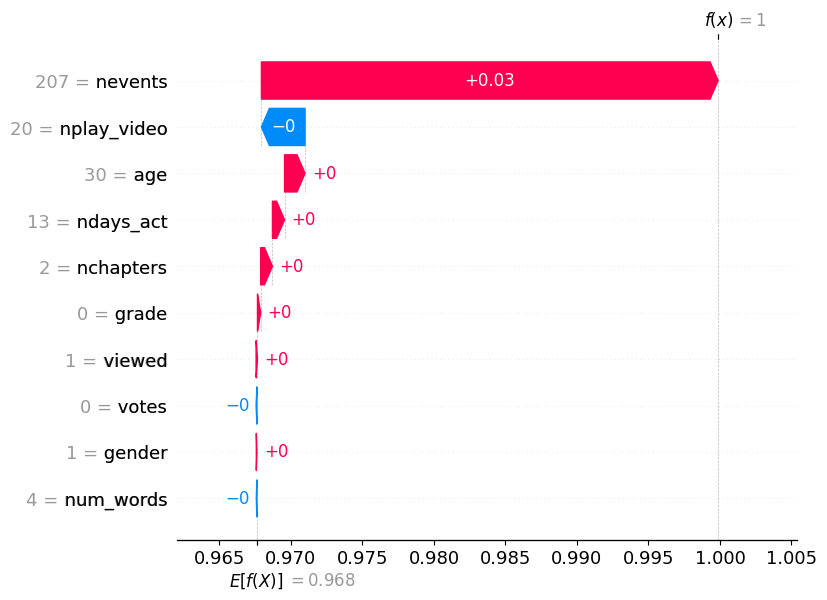 f(x) = 1
207 = nevents +0.03
20 = nplay_video −0
30 = age +0
13 = ndays_act +0
2 = nchapters +0
0 = grade +0
1 = viewed +0
0 = votes −0
1 = gender +0
4 = num_words −0
0.965 0.970 0.975 0.980 0.985 0.990 0.995 1.000 1.005
E[f(X)] = 0.968